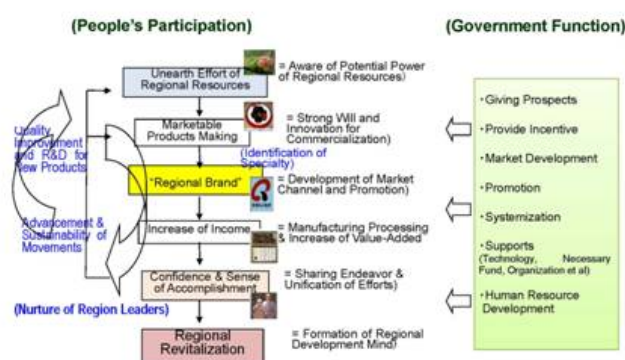 (People's Participation)
(Government Function)
Unearth Effort of
Regional Resources
= Aware of Potential Power
of Regional Resources)
Marketable
Products Making
= Strong Will and
Innovation for
Commercialization)
(Identification of
Specialty)
"Regional Brand"
= Development of Market
Channel and Promotion)
Increase of Income
= Manufacturing Processing
& Increase of Value-Added
Confidence & Sense
of Accomplishment
= Sharing Endeavor &
Unification of Efforts)
Regional
Revitalization
= Formation of Regional
Development Mind)
Quality
Improvement
and R&D for
New Products
Advancement &
Sustainability of
Movements
(Nurture of Region Leaders)
・Giving Prospects
・Provide Incentive
・Market Development
・Promotion
・Systemization
・Supports
(Technology, Necessary
Fund, Organization et al)
・Human Resource
Development